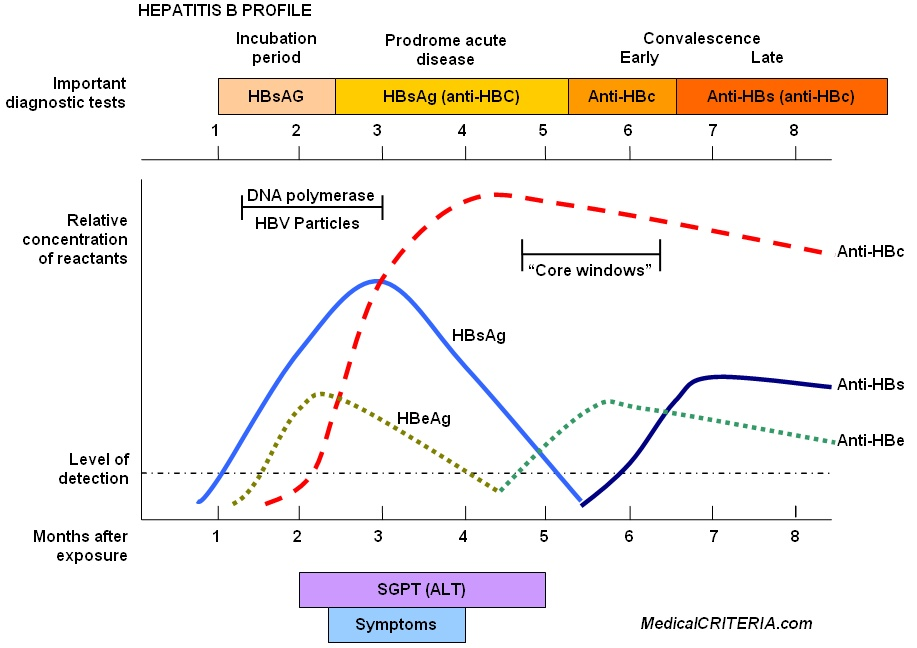 HEPATITIS B PROFILE
Incubation
period
Prodrome acute
disease
Convalescence
Early
Late
Important
diagnostic tests
HBsAG
HBsAg (anti-HBC)
Anti-HBc
Anti-HBs (anti-HBc)
1 2 3 4 5 6 7 8
DNA polymerase
HBV Particles
Relative
concentration
of reactants
"Core windows"
Anti-HBc
HBsAg
Anti-HBs
HBeAg
Anti-HBe
Level of
detection
Months after
exposure
1 2 3 4 5 6 7 8
SGPT (ALT)
Symptoms
MedicalCRITERIA.com